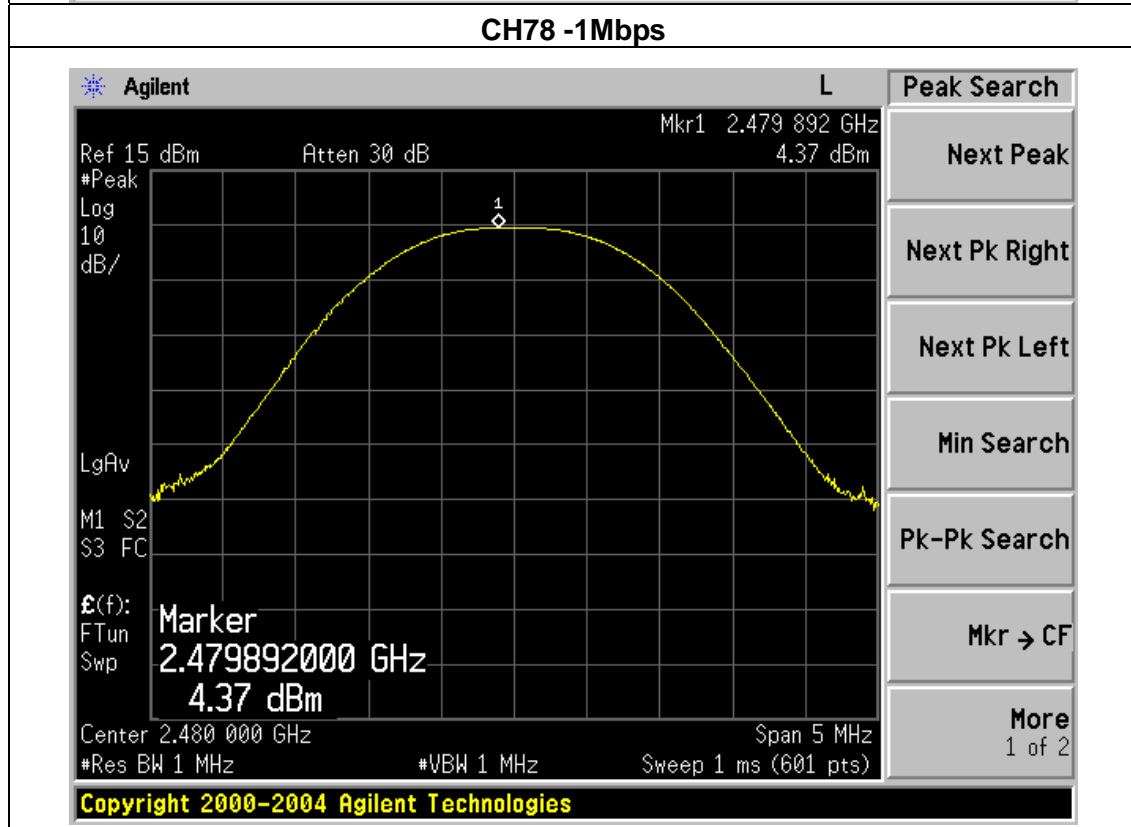 CH78 -1Mbps
Agilent
L
Peak Search
Mkr1 2.479 892 GHz
Ref 15 dBm
Atten 30 dB
4.37 dBm
#Peak
Log
10
dB/
1
LgAv
M1 S2
S3 FC
£(f):
FTun
Swp
Marker
2.479892000 GHz
4.37 dBm
Center 2.480 000 GHz
Span 5 MHz
#Res BW 1 MHz
#VBW 1 MHz
Sweep 1 ms (601 pts)
Next Peak
Next Pk Right
Next Pk Left
Min Search
Pk-Pk Search
Mkr → CF
More
1 of 2
Copyright 2000-2004 Agilent Technologies